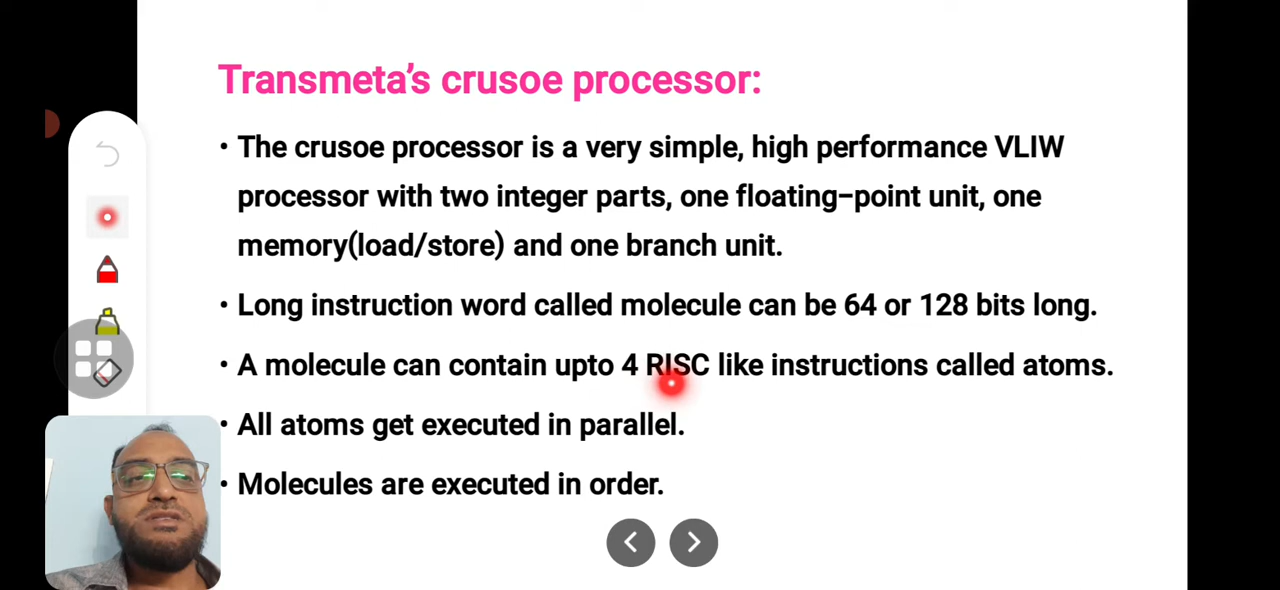 Transmeta's crusoe processor:
• The crusoe processor is a very simple, high performance VLIW
processor with two integer parts, one floating-point unit, one
memory(load/store) and one branch unit.
• Long instruction word called molecule can be 64 or 128 bits long.
• A molecule can contain upto 4 RISC like instructions called atoms.
• All atoms get executed in parallel.
• Molecules are executed in order.